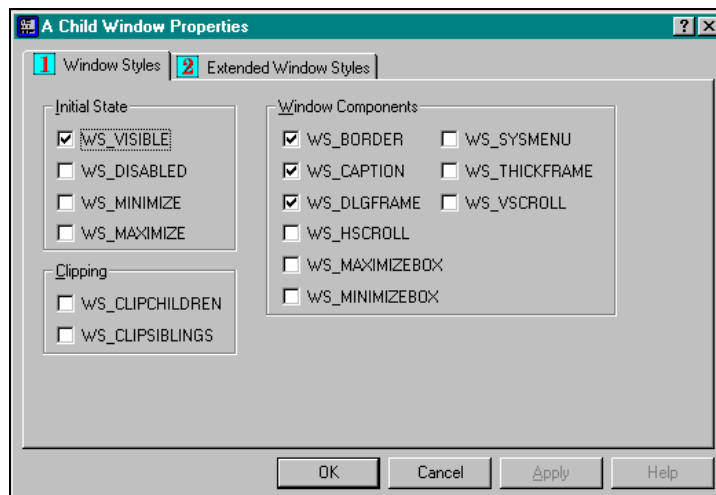 A Child Window Properties
1 Window Styles 2 Extended Window Styles
Initial State
WS_VISIBLE
WS_DISABLED
WS_MINIMIZE
WS_MAXIMIZE
Clipping
WS_CLIPCHILDREN
WS_CLIPSIBLINGS
Window Components
WS_BORDER WS_SYSMENU
WS_CAPTION WS_THICKFRAME
WS_DLGFRAME WS_VSCROLL
WS_HSCROLL
WS_MAXIMIZEBOX
WS_MINIMIZEBOX
OK Cancel Apply Help